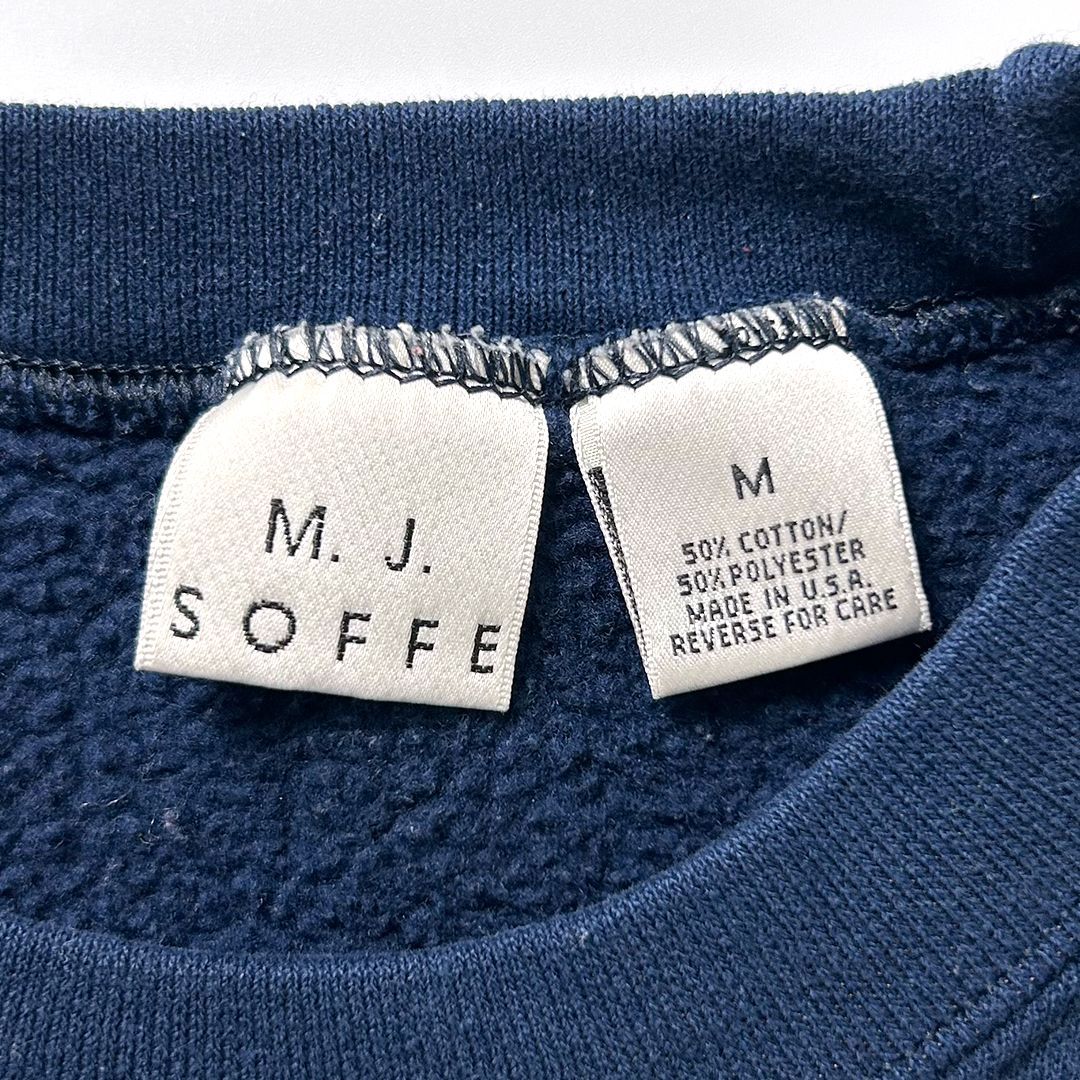 M. J.
SOFFE
M
50% COTTON/
50% POLYESTER
MADE IN U.S.A.
REVERSE FOR CARE